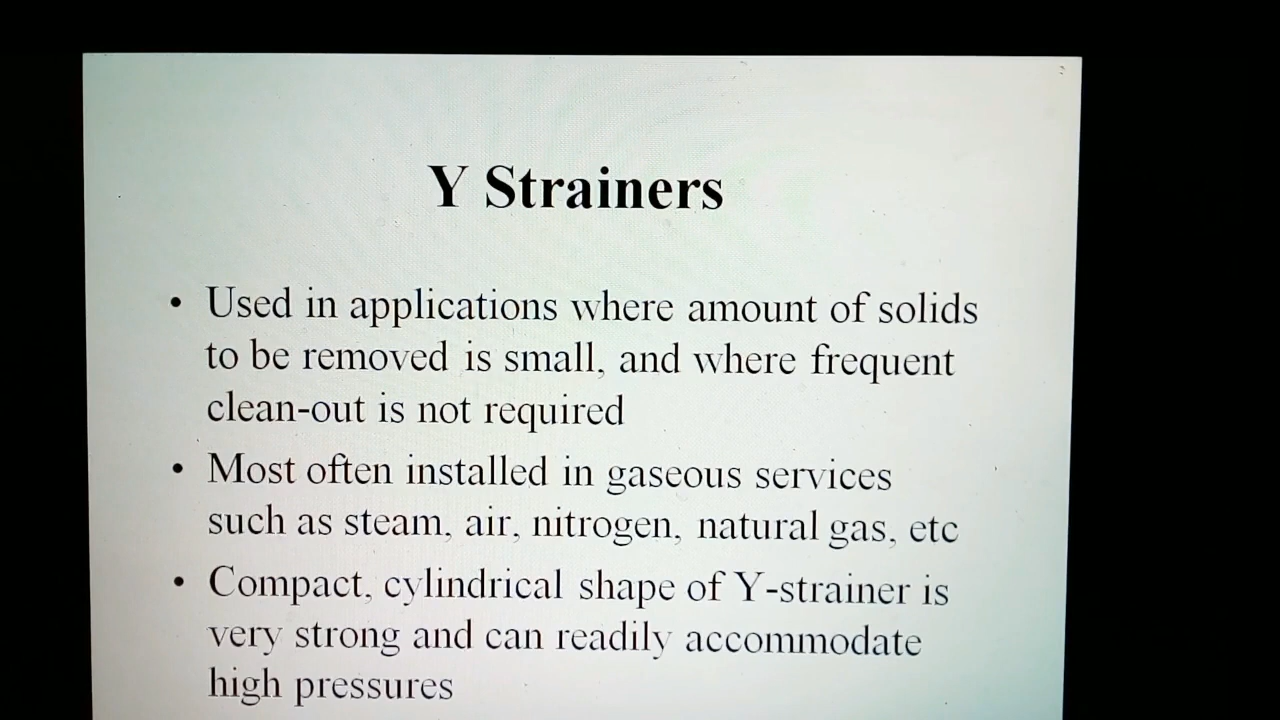 Y Strainers
• Used in applications where amount of solids
to be removed is small, and where frequent
clean-out is not required
• Most often installed in gaseous services
such as steam, air, nitrogen, natural gas, etc
• Compact, cylindrical shape of Y-strainer is
very strong and can readily accommodate
high pressures